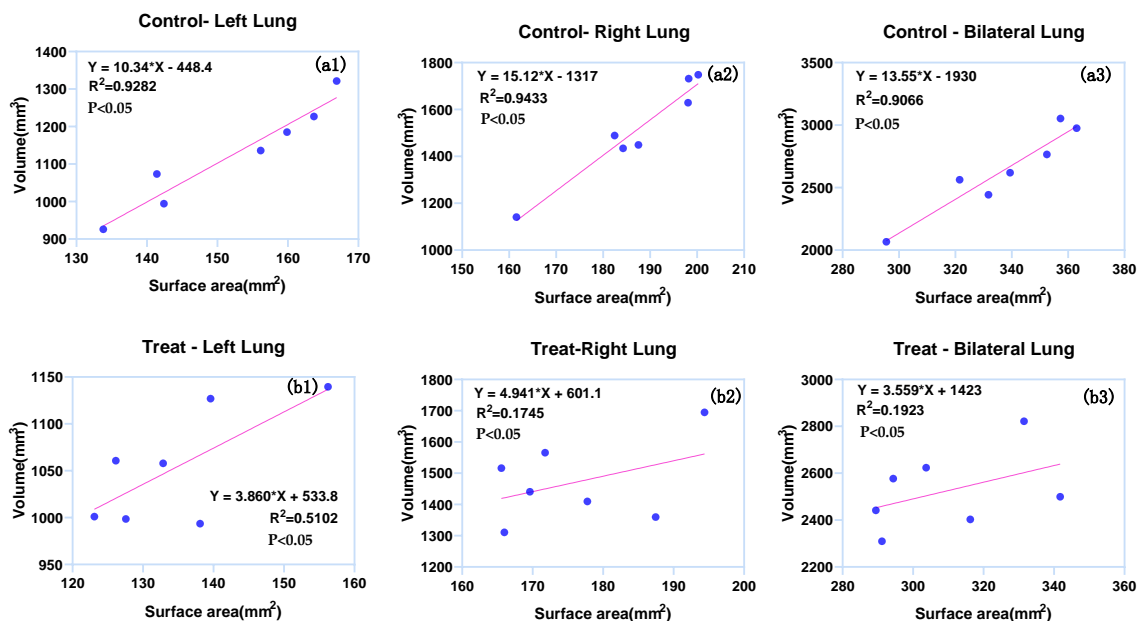 Control- Left Lung
1400
1300
1200
1100
1000
900
130
140
150
160
170
Volume(mm³)
Surface area(mm²)
Y = 10.34*X - 448.4
R²=0.9282
P<0.05
(a1)
Control- Right Lung
1800
1600
1400
1200
1000
150
160
170
180
190
200
210
Volume(mm³)
Surface area(mm²)
Y = 15.12*X - 1317
R²=0.9433
P<0.05
(a2)
Control - Bilateral Lung
3500
3000
2500
2000
280
300
320
340
360
380
Volume(mm³)
Surface area(mm²)
Y = 13.55*X - 1930
R²=0.9066
P<0.05
(a3)
Treat - Left Lung
1150
1100
1050
1000
950
120
130
140
150
160
Volume(mm³)
Surface area(mm²)
Y = 3.860*X + 533.8
R²=0.5102
P<0.05
(b1)
Treat-Right Lung
1800
1700
1600
1500
1400
1300
1200
160
170
180
190
200
Volume(mm³)
Surface area(mm²)
Y = 4.941*X + 601.1
R²=0.1745
P<0.05
(b2)
Treat - Bilateral Lung
3000
2800
2600
2400
2200
280
300
320
340
360
Volume(mm³)
Surface area(mm²)
Y = 3.559*X + 1423
R²=0.1923
P<0.05
(b3)